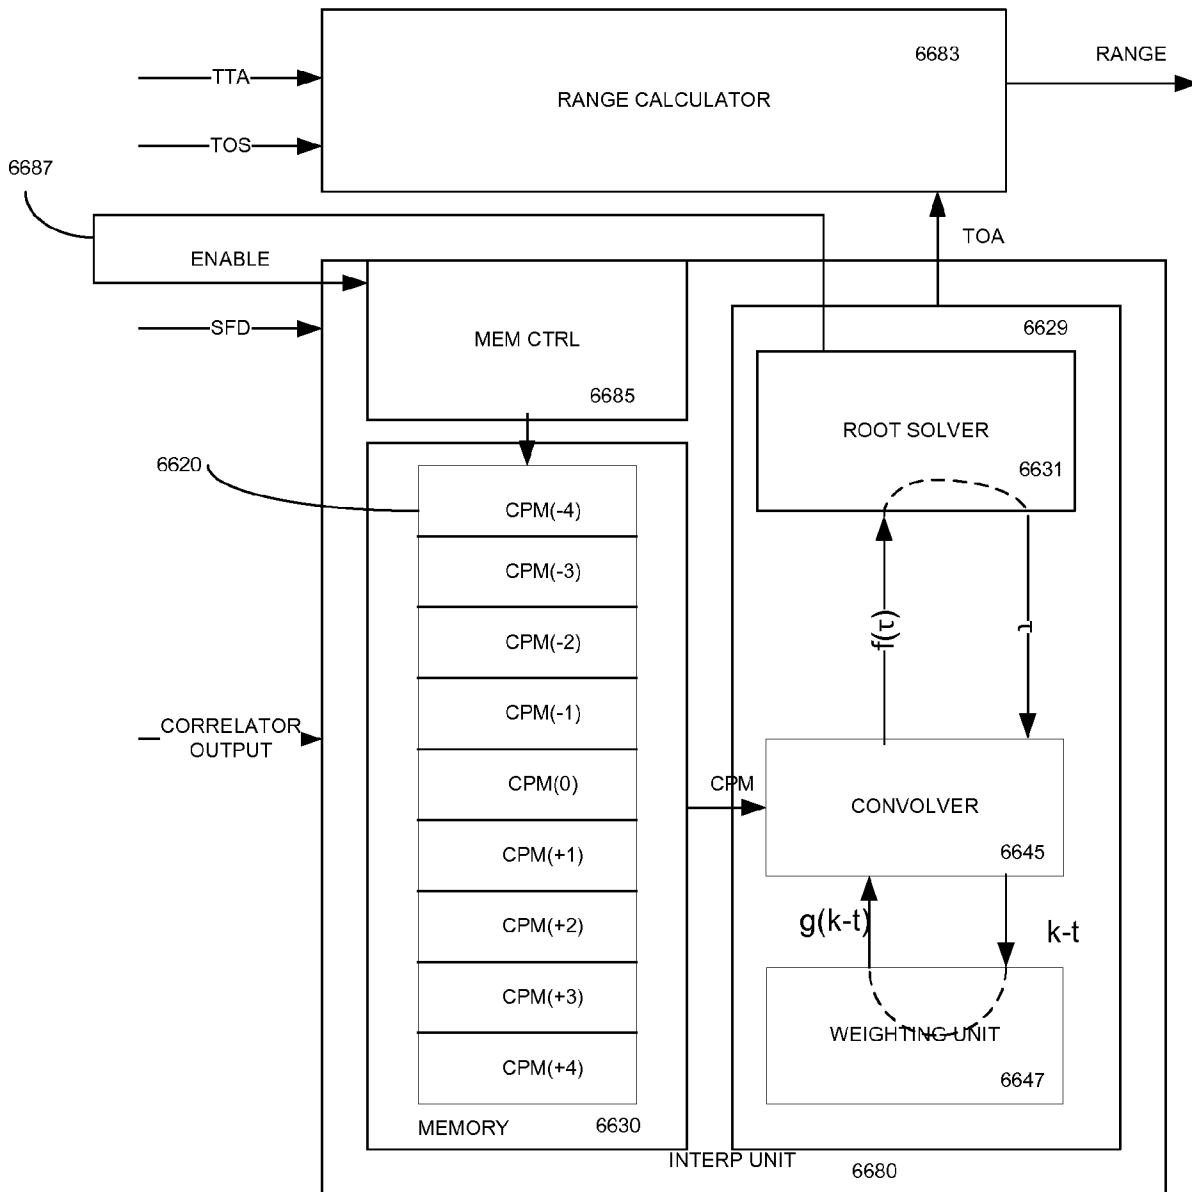 6683
RANGE
TTA
RANGE CALCULATOR
TOS
6687
TOA
ENABLE
SFD
MEM CTRL
6685
6629
ROOT SOLVER
6631
6620
CPM(-4)
CPM(-3)
CPM(-2)
CPM(-1)
CPM(0)
CPM(+1)
CPM(+2)
CPM(+3)
CPM(+4)
MEMORY
6630
f(τ)
τ
CORRELATOR
OUTPUT
CPM
CONVOLVER
6645
g(k-t)
k-t
WEIGHTING UNIT
6647
INTERP UNIT
6680